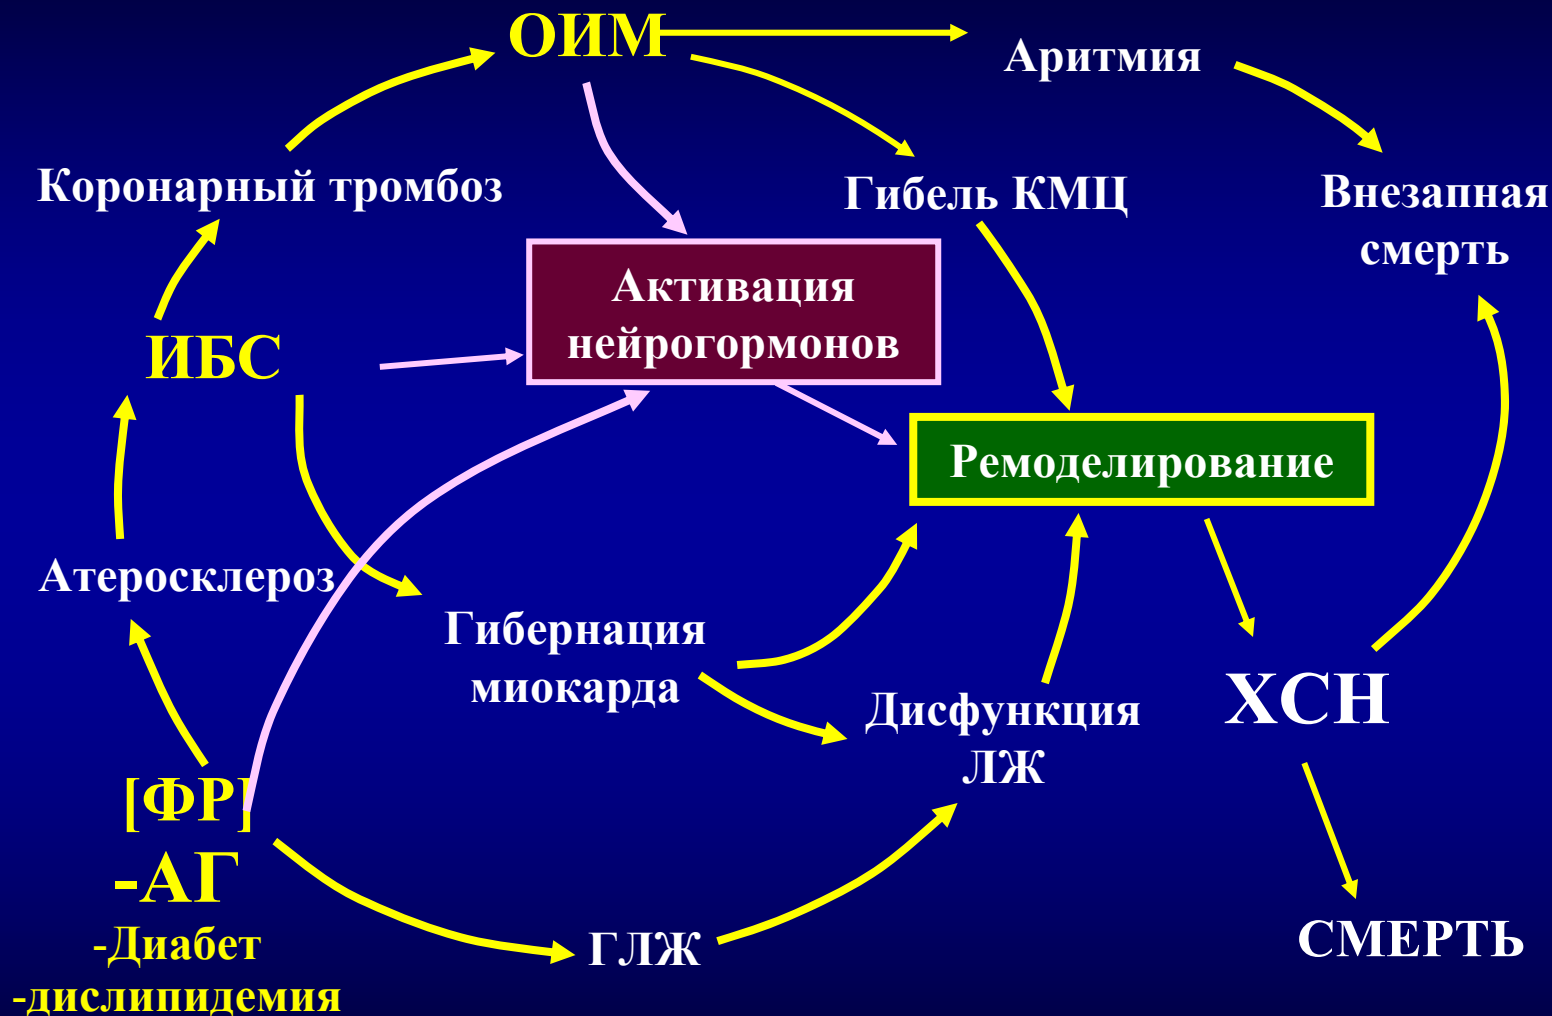 ОИМ
Аритмия
Коронарный тромбоз
Гибель КМЦ
Внезапная
смерть
Активация
нейрогормонов
ИБС
Ремоделирование
Атеросклероз
Гибернация
миокарда
Дисфункция
ЛЖ
ХСН
[ФР]
-АГ
-Диабет
-дислипидемия
ГЛЖ
СМЕРТЬ